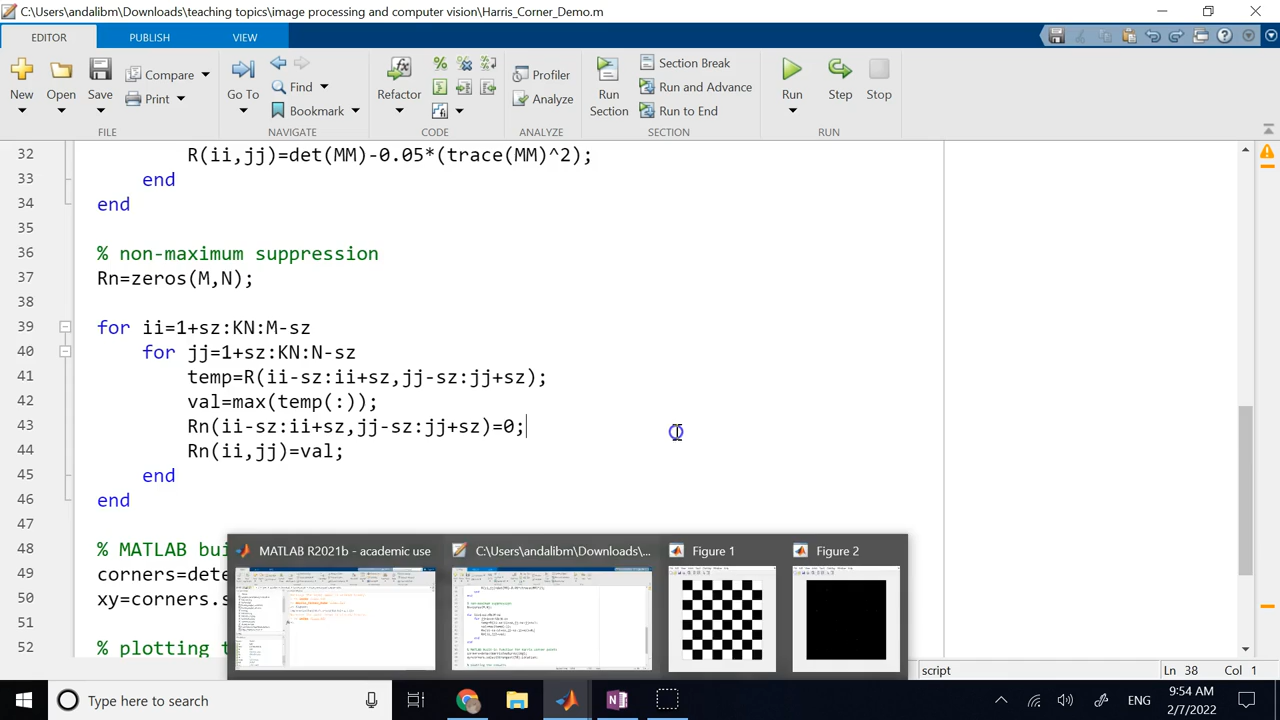 C:\Users\andalibm\Downloads\teaching topics\image processing and computer vision\Harris_Corner_Demo.m
EDITOR PUBLISH VIEW
New Open Save Compare Print Go To Find Bookmark Refactor Profiler Analyze Run Section Section Break Run and Advance Run to End Run Step Stop
FILE NAVIGATE CODE ANALYZE SECTION RUN
32 R(ii,jj)=det(MM)-0.05*(trace(MM)^2);
33 end
34 end
35
36 % non-maximum suppression
37 Rn=zeros(M,N);
38
39 for ii=1+sz:KN:M-sz
40 for jj=1+sz:KN:N-sz
41 temp=R(ii-sz:ii+sz,jj-sz:jj+sz);
42 val=max(temp(:));
43 Rn(ii-sz:ii+sz,jj-sz:jj+sz)=0;
44 Rn(ii,jj)=val;
45 end
46 end
47
48 % MATLAB bui
49 corners=dete
50 xy=corners.s
51
52 % plotting t
MATLAB R2021b - academic use C:\Users\andalibm\Downloads\... Figure 1 Figure 2
script Ln 38 Col 1
Type here to search
ENG
9:54 AM
2/7/2022